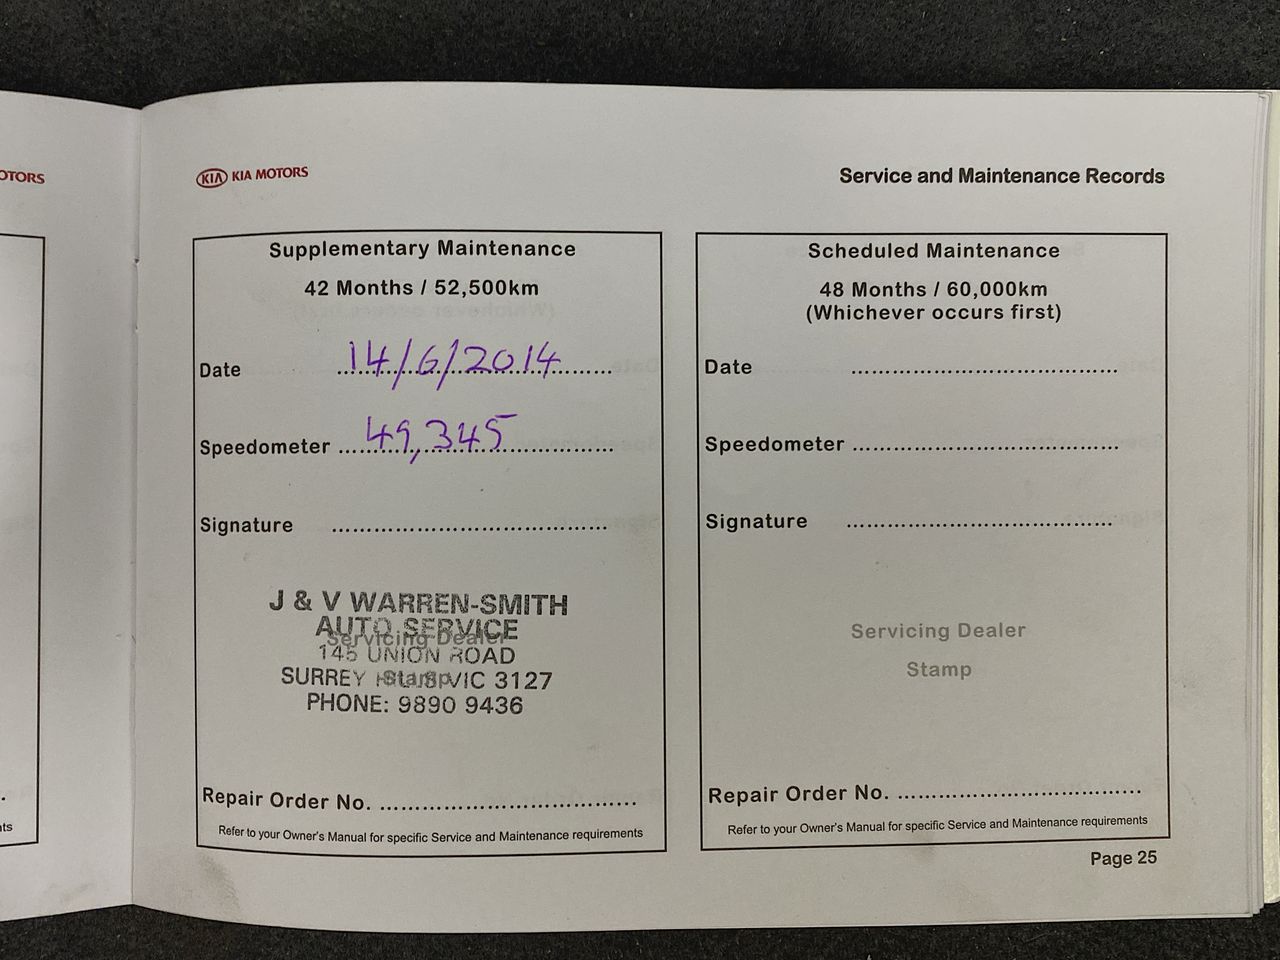 OTORS
KIA KIA MOTORS
Service and Maintenance Records
Supplementary Maintenance
42 Months / 52,500km
Date 14/6/2014
Speedometer 49,345
Signature
J & V WARREN-SMITH
AUTO SERVICE
Servicing Dealer
145 UNION ROAD
SURREY VIC 3127
Stamp
PHONE: 9890 9436
Repair Order No.
Refer to your Owner's Manual for specific Service and Maintenance requirements
Scheduled Maintenance
48 Months / 60,000km
(Whichever occurs first)
Date
Speedometer
Signature
Servicing Dealer
Stamp
Repair Order No.
Refer to your Owner's Manual for specific Service and Maintenance requirements
Page 25
nts